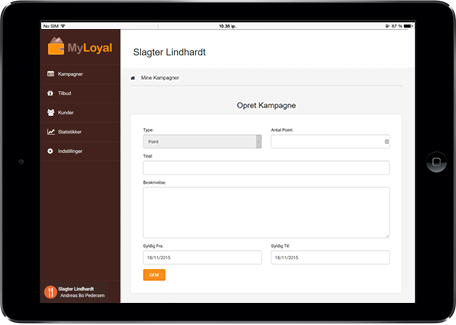 No SIM
10.36 ip.
87 %
MyLoyal
Slagter Lindhardt
Kampagner
Mine Kampagner
Tilbud
Kunder
Statistikker
Indstillinger
Opret Kampagne
Type:
Antal Point:
Point
Titel:
Beskrivelse:
Gyldig Fra:
Gyldig Til:
18/11/2015
18/11/2015
GEM
Slagter Lindhardt
Andreas Bo Pedersen